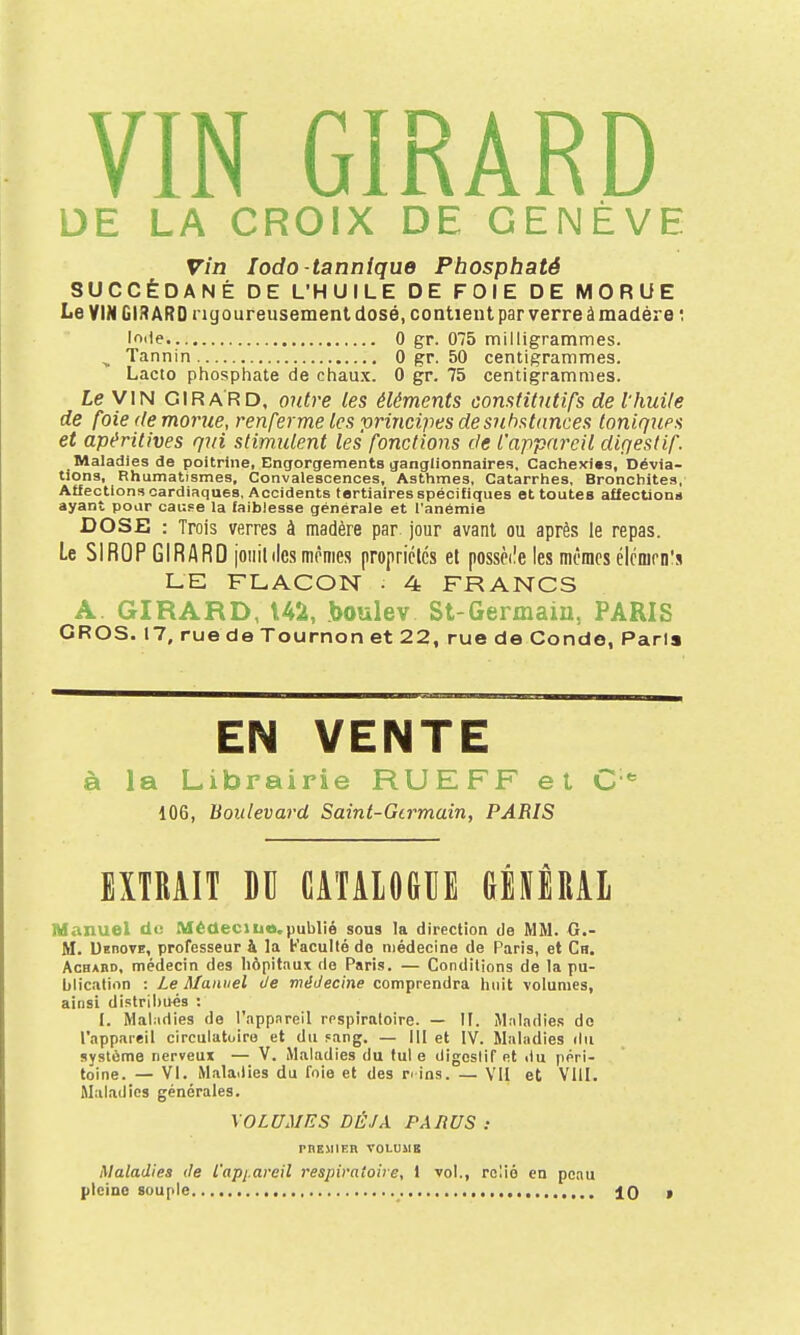 VIN GIRARD
DE LA CROIX DE GENÈVE
Vin Iodo-tannique Phosphaté
SUCCÉDANÉ DE L'HUILE DE FOIE DE MORUE
Le VIN GIRARD rigoureusement dosé, contient par verre à madère :
Iode.................... 0 gr. 075 milligrammes.
Tannin.................... 0 gr. 50 centigrammes.
Lacto phosphate de chaux. 0 gr. 75 centigrammes.
Le VIN GIRARD, outre les éléments constitutifs de l'huile
de foie de morue, renferme les principes de substances toniques
et apéritives qui stimulent les fonctions de l'appareil digestif.
Maladies de poitrine, Engorgements ganglionnaires, Cachexies, Dévia-
tions, Rhumatismes, Convalescences, Asthmes, Catarrhes, Bronchites,
Affections cardiaques, Accidents tertiaires spécifiques et toutes affections
ayant pour cause la faiblesse générale et l'anémie
DOSE : Trois verres à madère par jour avant ou après le repas.
Le SIROP GIRARD jouit des mêmes propriétés et possède les mêmes élémen's
LE FLACON : 4 FRANCS
A. GIRARD, 142, boulev St-Germain, PARIS
GROS. 17, rue de Tournon et 22, rue de Conde, Paris
EN VENTE
à la Librairie RUEFF et Cie
106, Boulevard Saint-Germain, PARIS
EXTRAIT DU CATALOGUE GÉNÊRAL
Manuel de Médecine, publié sous la direction de MM. G.-
M. DEBOVE, professeur à la Faculté de médecine de Paris, et CH.
ACHARD, médecin des hôpitaux de Paris. — Conditions de la pu-
blication : Le Manuel de médecine comprendra huit volumes,
ainsi distribués :
I. Maladies de l'appareil respiratoire. — II. Maladies de
l'appareil circulatoire et du sang. — III et IV. Maladies du
système nerveux — V. Maladies du tube digestif et du péri-
toine. — VI. Maladies du foie et des reins. — VII et VIII.
Maladies générales.
VOLUMES DÉJA PARUS :
PREMIER VOLUME
Maladies de l'appareil respiratoire, 1 vol., relié en peau
pleine souple.................... 10 »